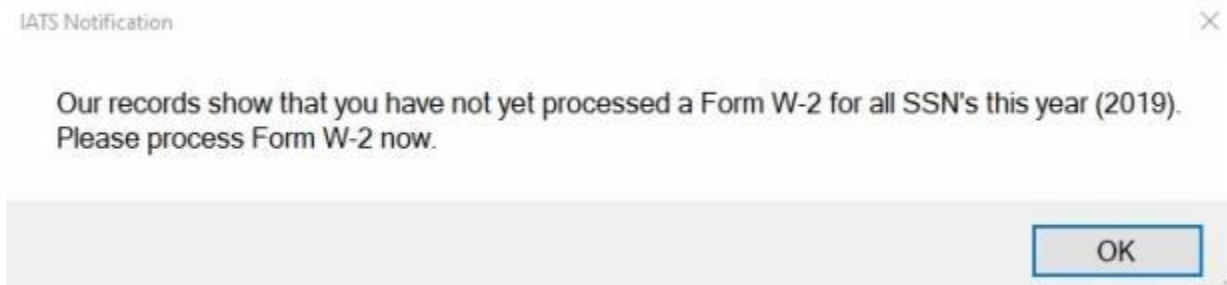 IATS Notification
Our records show that you have not yet processed a Form W-2 for all SSN's this year (2019).
Please process Form W-2 now.
OK